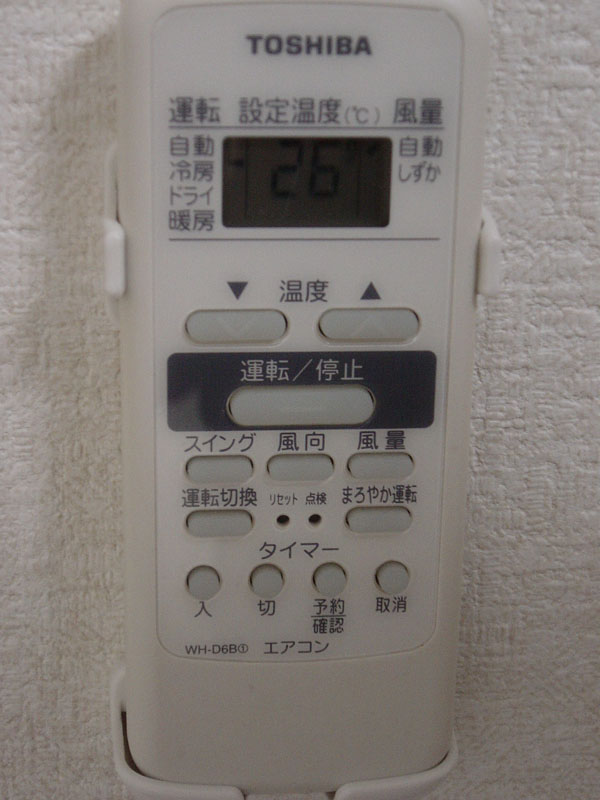 TOSHIBA
運転 設定温度(℃) 風量
自動 26 自動
冷房 しずか
ドライ
暖房
▼ 温度 ▲
運転/停止
スイング 風向 風量
運転切換 リセット 点検 まろやか運転
タイマー
入 切 予約 取消
確認
WH-D6B① エアコン